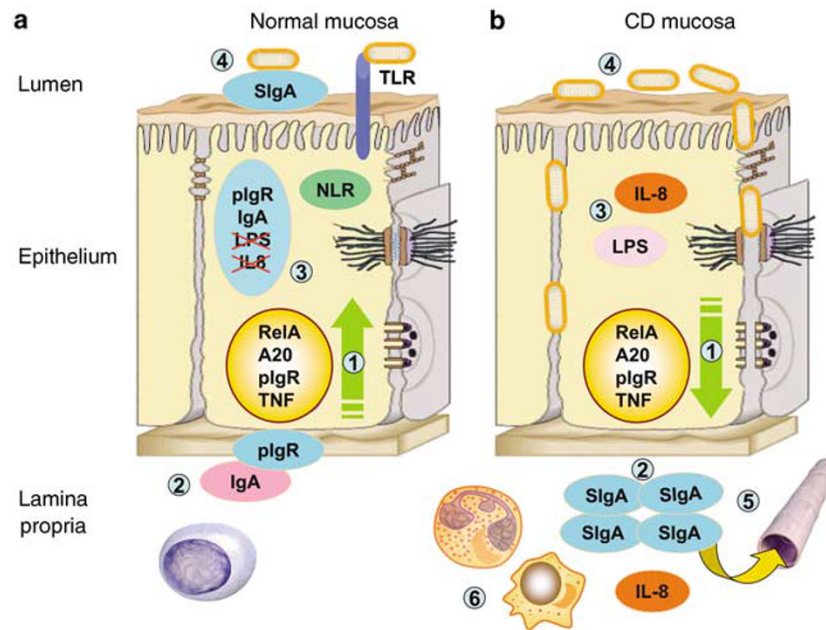 a
Normal mucosa
b
CD mucosa
Lumen
Epithelium
Lamina
propria
4
SIgA
TLR
pIgR
IgA
LPS
IL8
NLR
3
RelA
A20
pIgR
TNF
1
pIgR
IgA
2
4
3
IL-8
LPS
RelA
A20
pIgR
TNF
1
2
SIgA
SIgA
SIgA
SIgA
5
6
IL-8